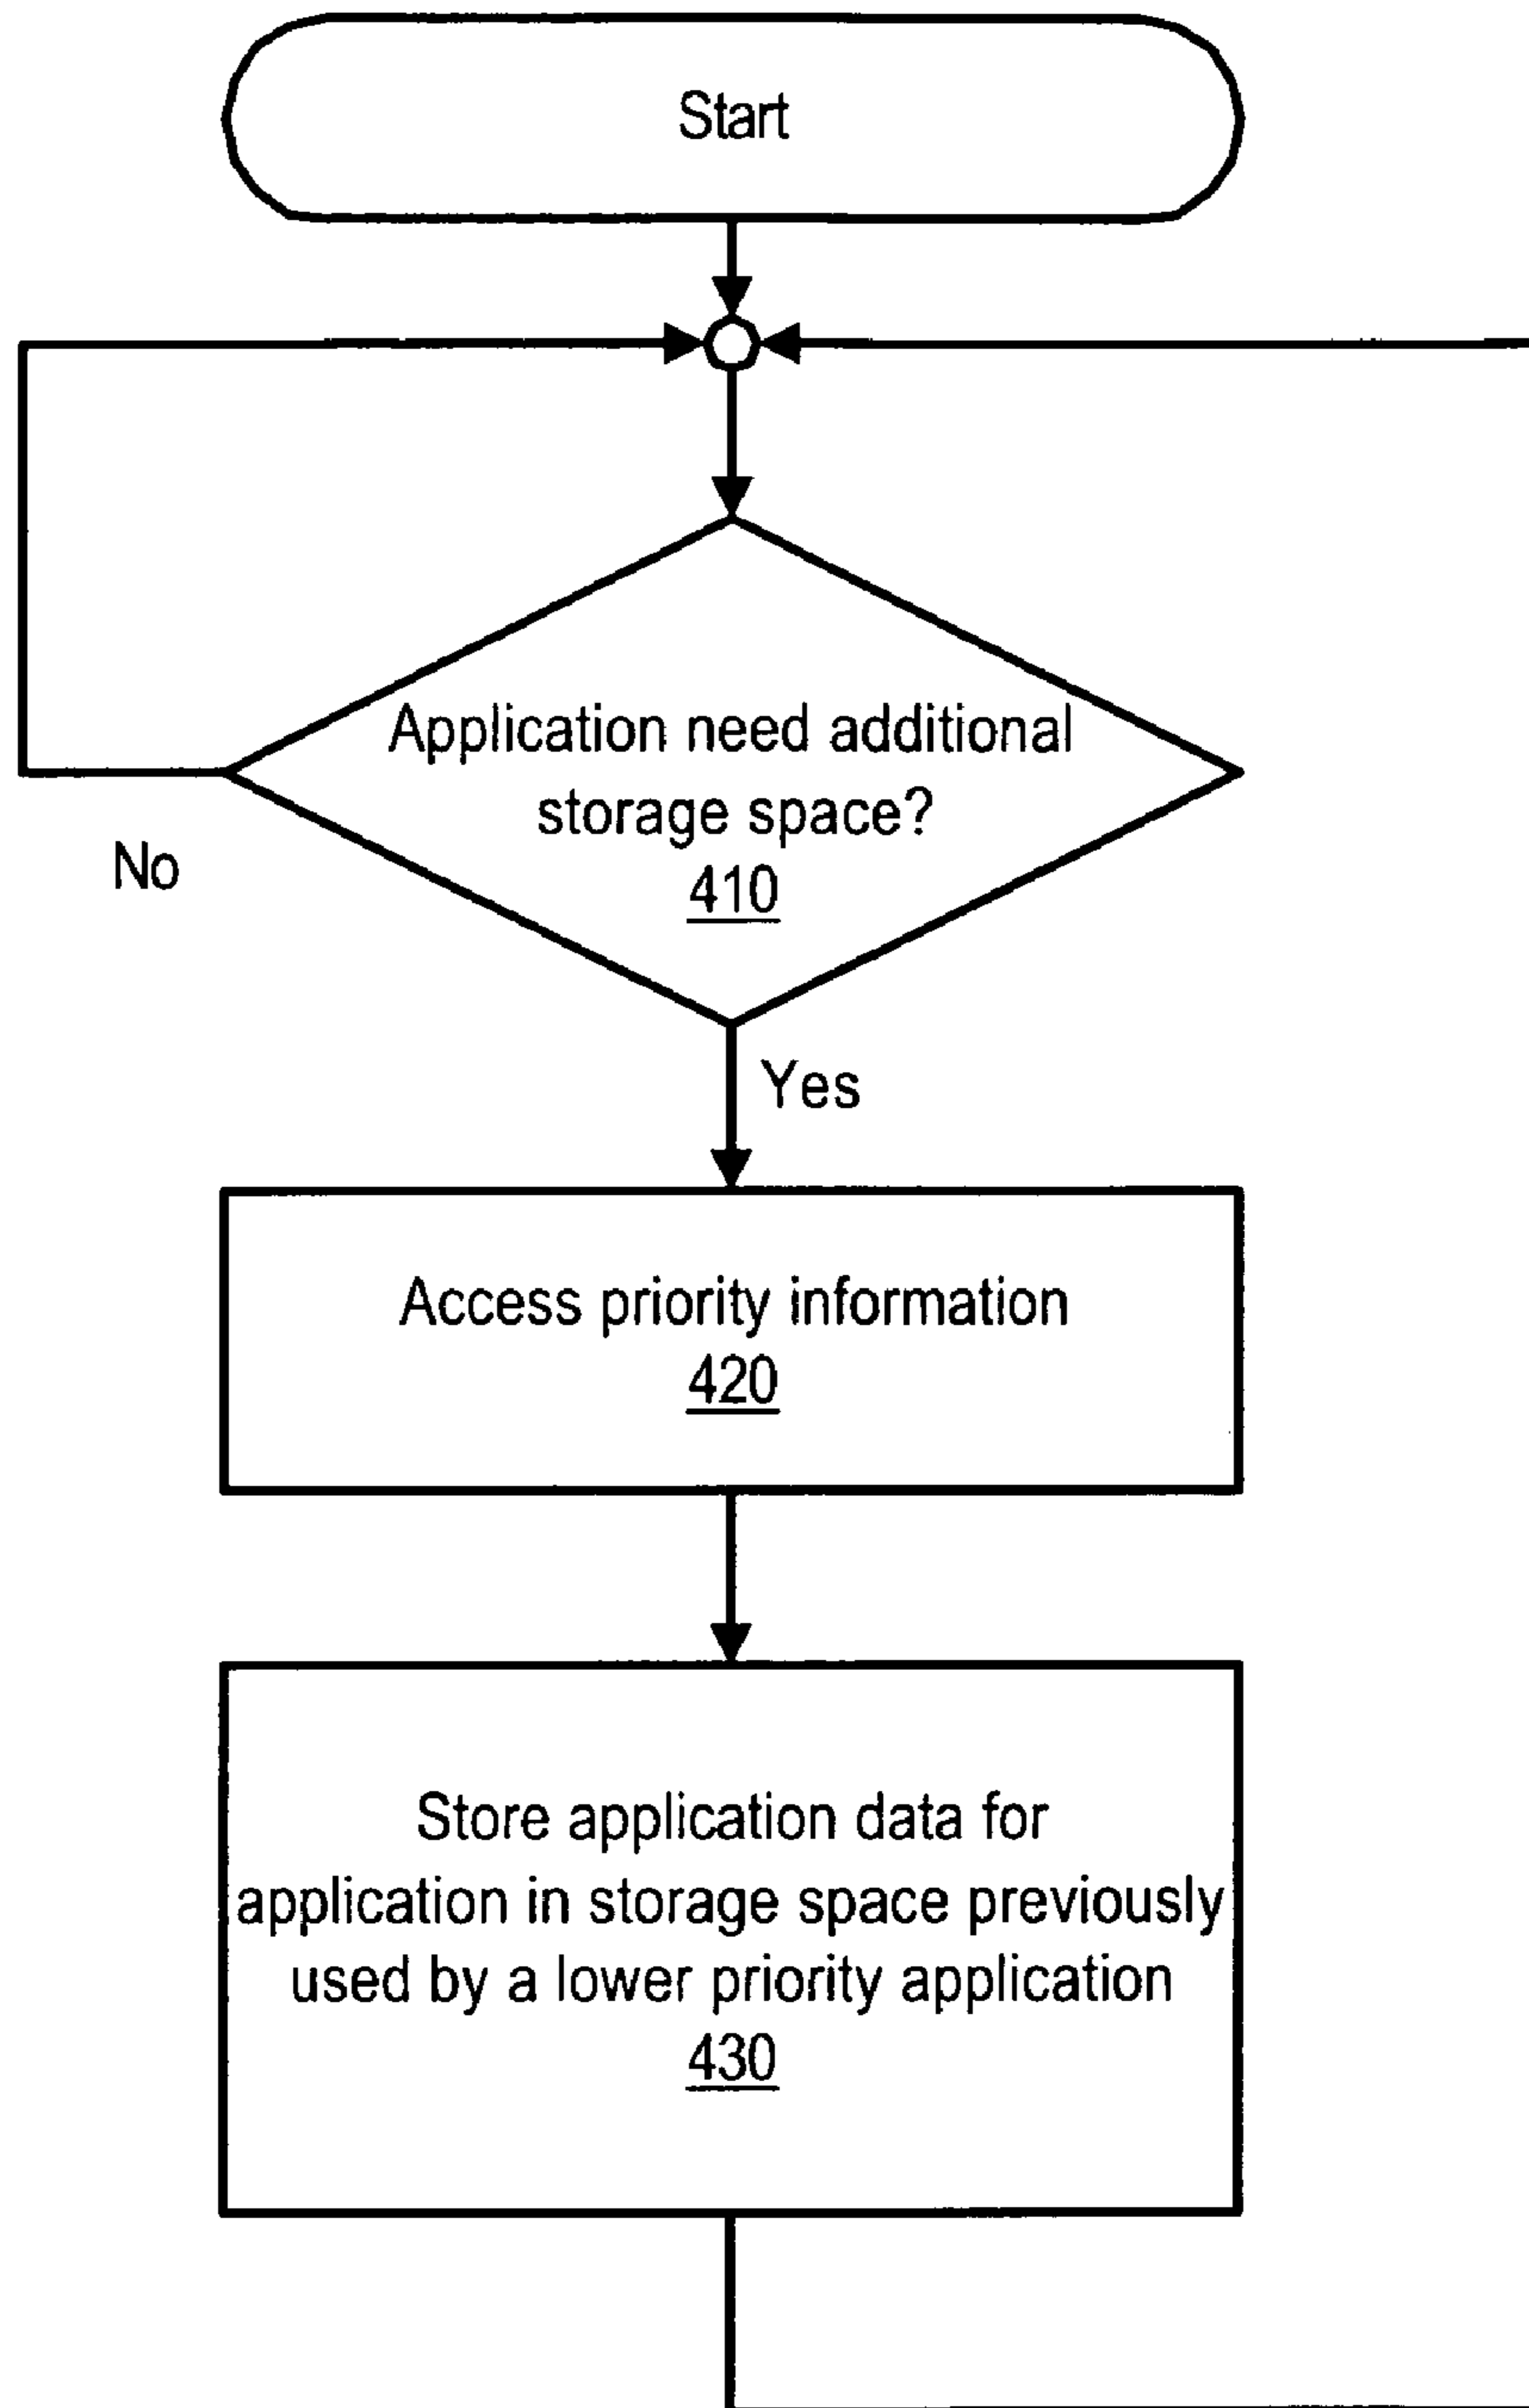 Start
Application need additional
storage space?
410
No
Yes
Access priority information
420
Store application data for
application in storage space previously
used by a lower priority application
430